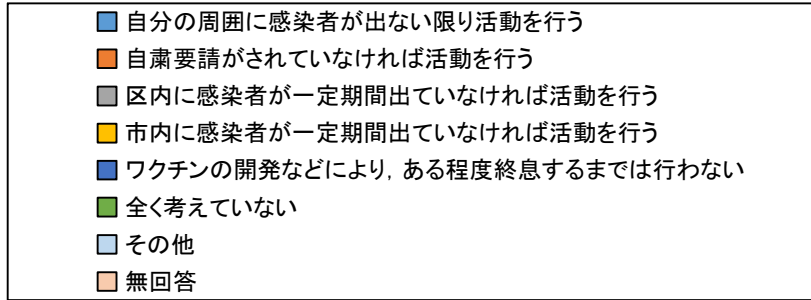 自分の周囲に感染者が出ない限り活動を行う
自粛要請がされていなければ活動を行う
区内に感染者が一定期間出ていなければ活動を行う
市内に感染者が一定期間出ていなければ活動を行う
ワクチンの開発などにより，ある程度終息するまでは行わない
全く考えていない
その他
無回答